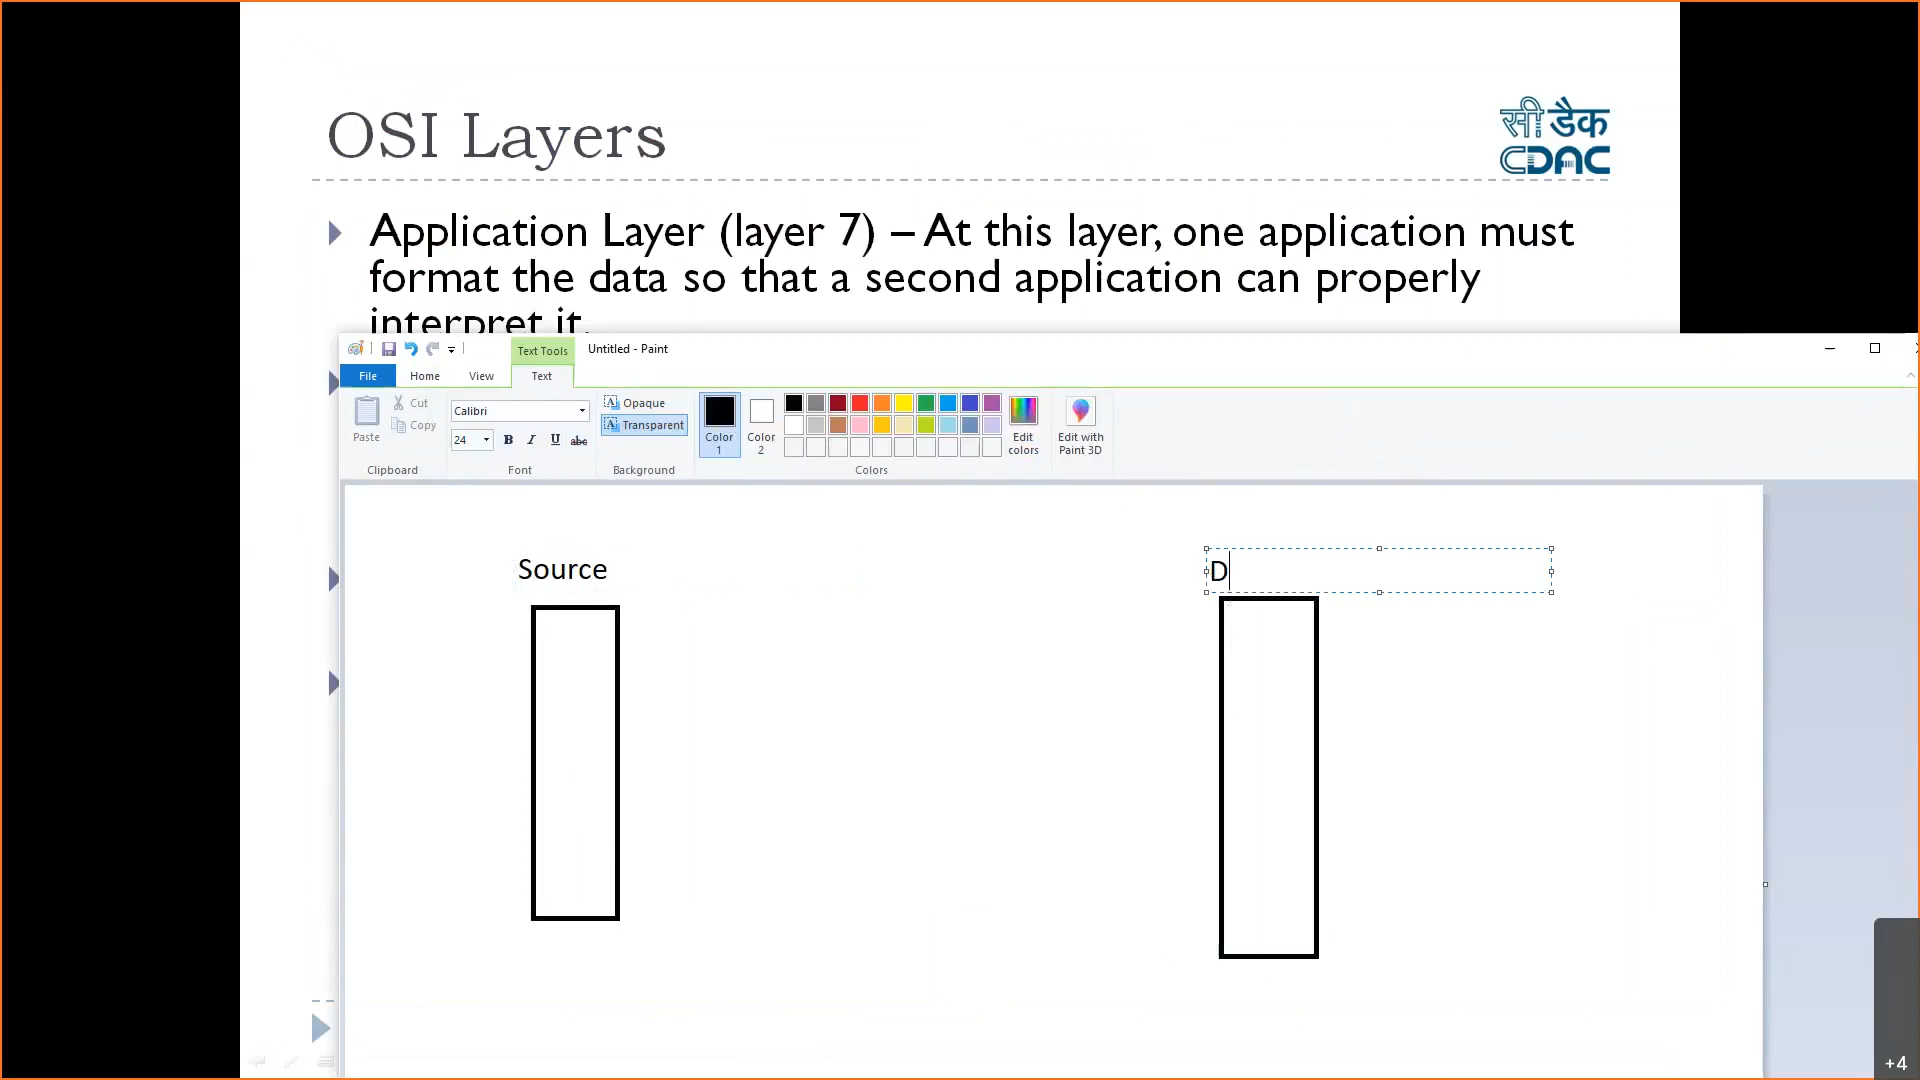 OSI Layers
सी डैक
CDAC
Application Layer (layer 7) – At this layer, one application must
format the data so that a second application can properly
interpret it.
Text Tools
Untitled - Paint
File
Home
View
Text
Paste
Cut
Copy
Clipboard
Calibri
24
B I U abc
Font
Opaque
Transparent
Background
Color
1
Color
2
Colors
Edit
colors
Edit with
Paint 3D
Source
D
+4